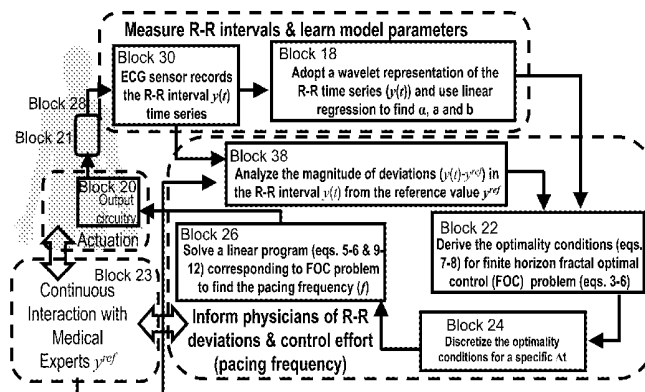 Measure R-R intervals & learn model parameters
Block 30
ECG sensor records
the R-R interval y(t)
time series
Block 18
Adopt a wavelet representation of the
R-R time series (y(t)) and use linear
regression to find α, a and b
Block 28
Block 21
Block 38
Analyze the magnitude of deviations (y(t)-y^ref) in
the R-R interval y(t) from the reference value y^ref
Block 20
Output
circuitry
Actuation
Block 26
Solve a linear program (eqs. 5-6 & 9-
12) corresponding to FOC problem
to find the pacing frequency (f)
Block 22
Derive the optimality conditions (eqs.
7-8) for finite horizon fractal optimal
control (FOC) problem (eqs. 3-6)
Block 23
Continuous
Interaction with
Medical
Experts y^ref
Inform physicians of R-R
deviations & control effort
(pacing frequency)
Block 24
Discretize the optimality
conditions for a specific Δt